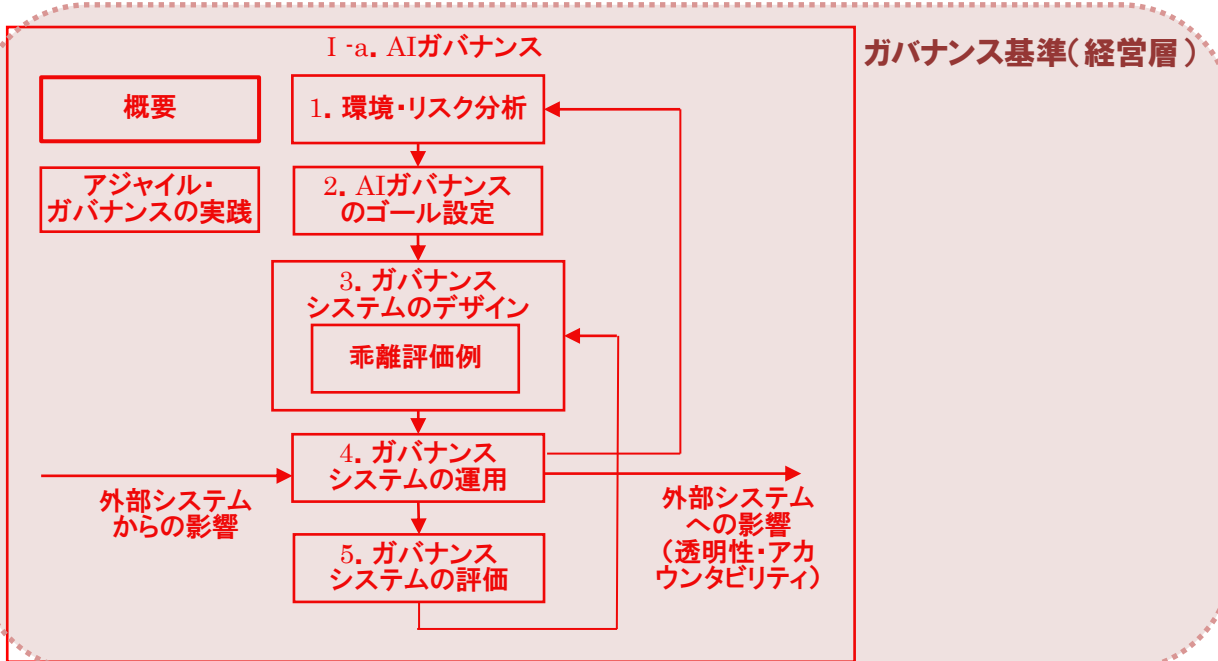 I -a. AIガバナンス
ガバナンス基準(経営層)
概要
1. 環境・リスク分析
アジャイル・
ガバナンスの実践
2. AIガバナンス
のゴール設定
3. ガバナンス
システムのデザイン
乖離評価例
4. ガバナンス
システムの運用
外部システム
からの影響
外部システム
への影響
(透明性・アカ
ウンタビリティ)
5. ガバナンス
システムの評価